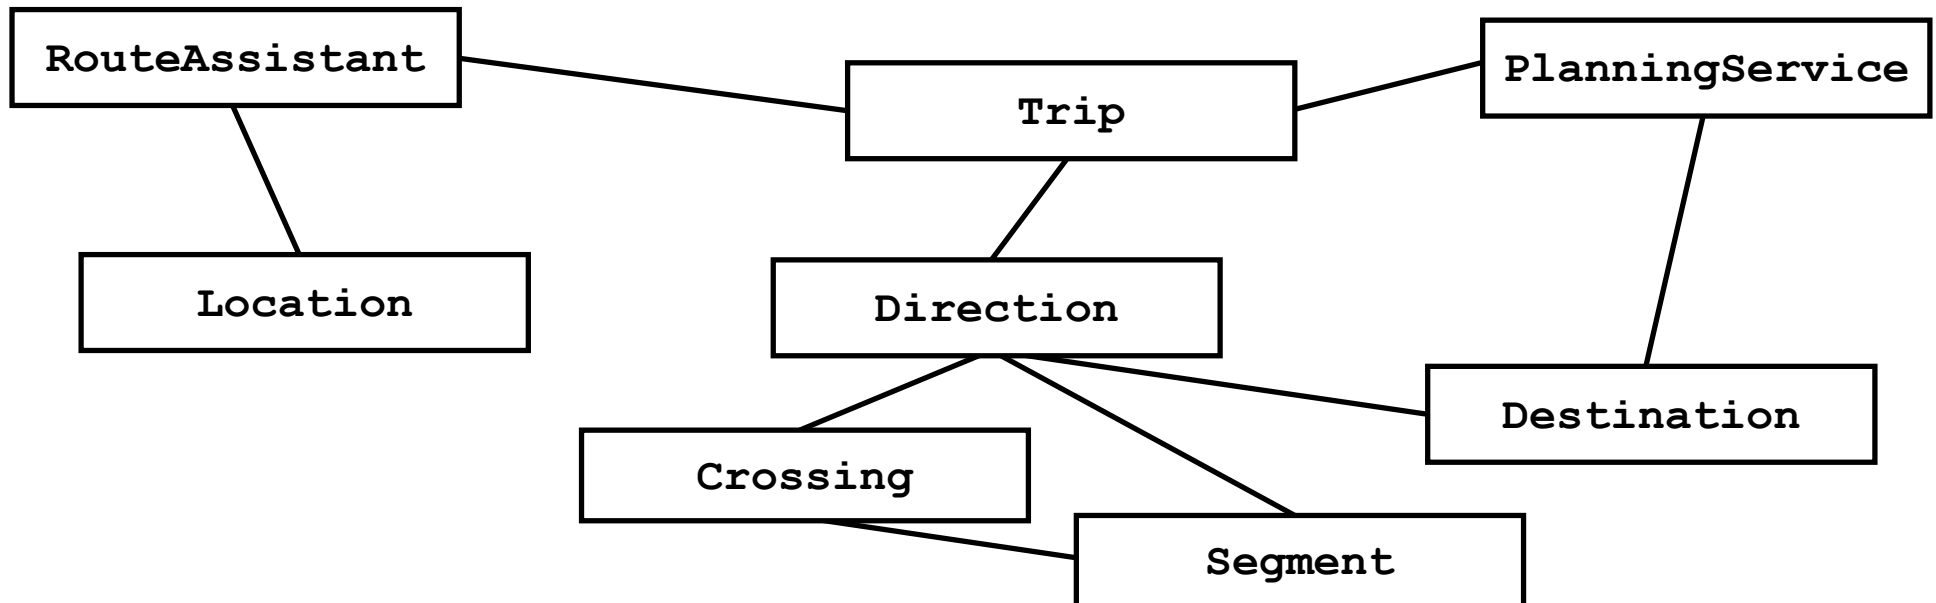 RouteAssistant
PlanningService
Trip
Location
Direction
Destination
Crossing
Segment